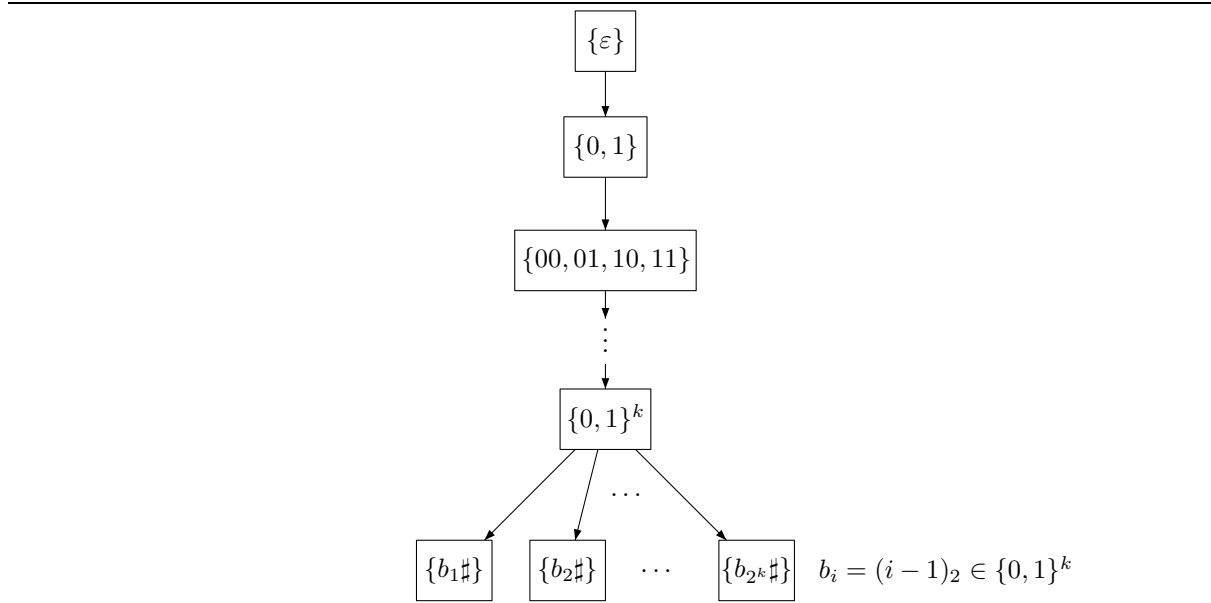 {ε}
{0, 1}
{00, 01, 10, 11}
⋮
{0, 1}^k
⋯
{b_1♯} {b_2♯} ⋯ {b_{2^k}♯} b_i = (i − 1)_2 ∈ {0, 1}^k